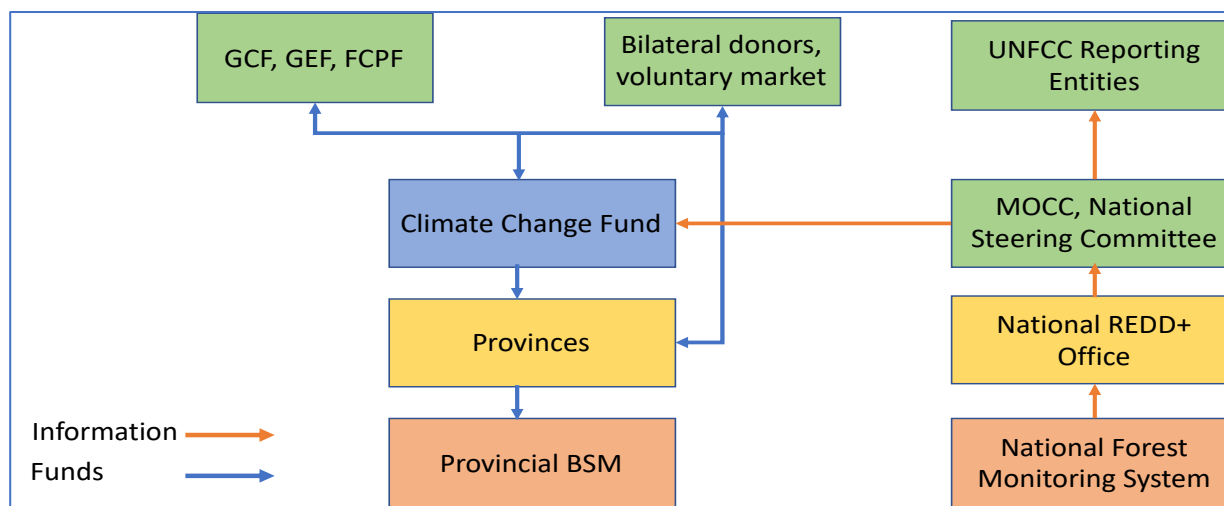 GCF, GEF, FCPF
Bilateral donors,
voluntary market
UNFCC Reporting
Entities
Climate Change Fund
MOCC, National
Steering Committee
Provinces
National REDD+
Office
Information
Funds
Provincial BSM
National Forest
Monitoring System